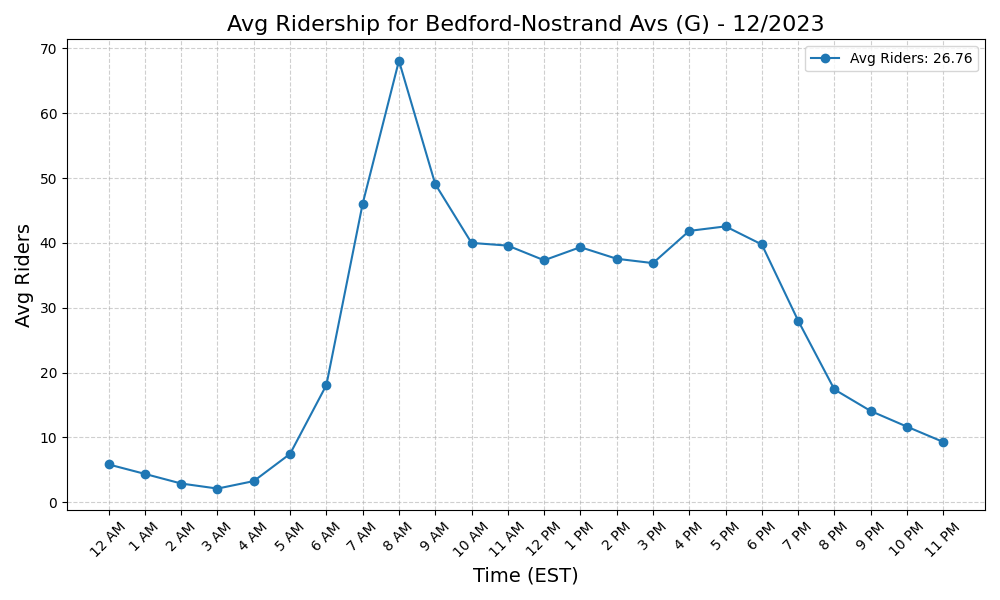 Avg Ridership for Bedford-Nostrand Avs (G) - 12/2023
Avg Riders: 26.76
Avg Riders
70
60
50
40
30
20
10
0
12 AM
1 AM
2 AM
3 AM
4 AM
5 AM
6 AM
7 AM
8 AM
9 AM
10 AM
11 AM
12 PM
1 PM
2 PM
3 PM
4 PM
5 PM
6 PM
7 PM
8 PM
9 PM
10 PM
11 PM
Time (EST)